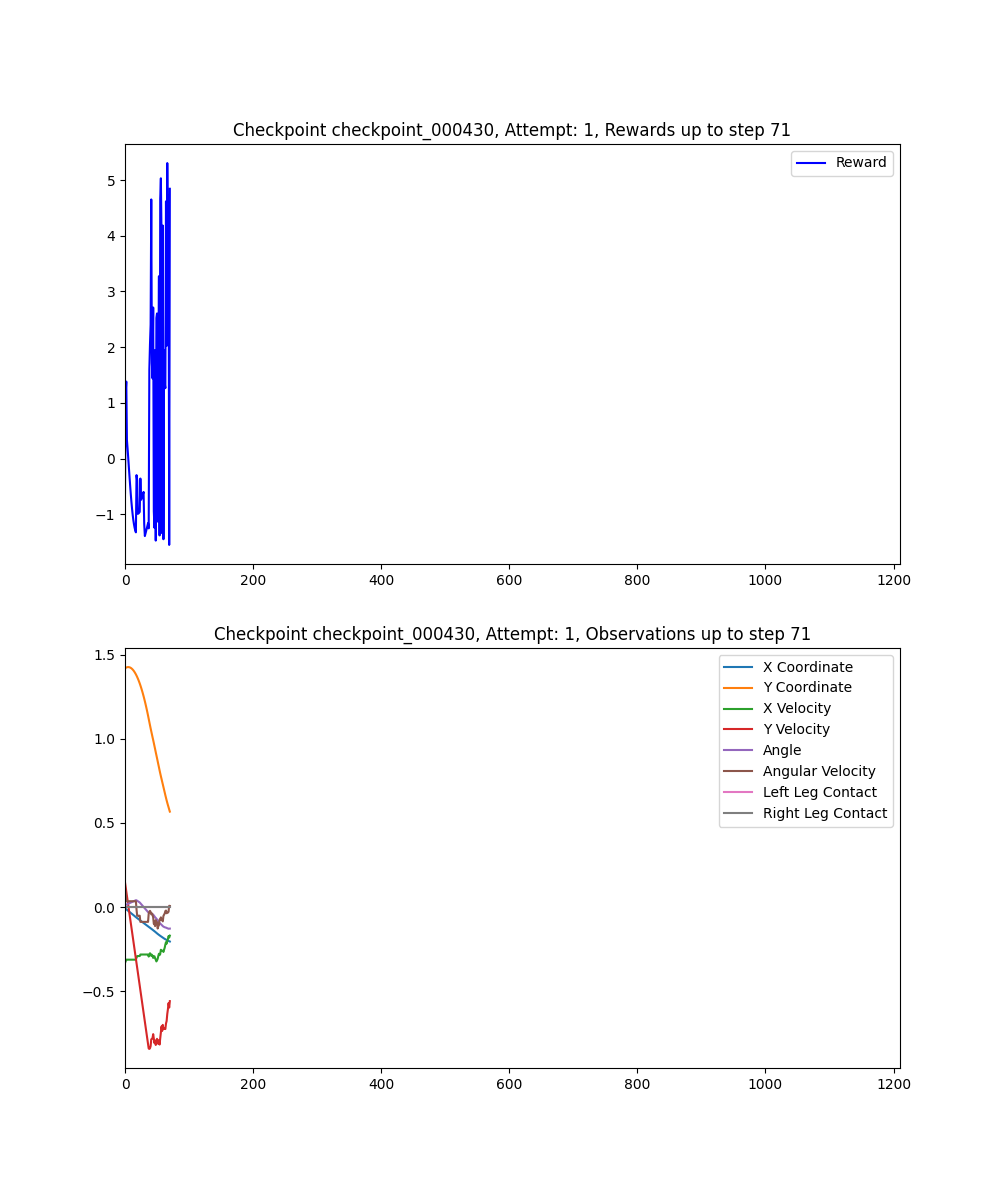 Checkpoint checkpoint_000430, Attempt: 1, Rewards up to step 71
Reward
5
4
3
2
1
0
−1
0 200 400 600 800 1000 1200
Checkpoint checkpoint_000430, Attempt: 1, Observations up to step 71
1.5
1.0
0.5
0.0
−0.5
X Coordinate
Y Coordinate
X Velocity
Y Velocity
Angle
Angular Velocity
Left Leg Contact
Right Leg Contact
0 200 400 600 800 1000 1200